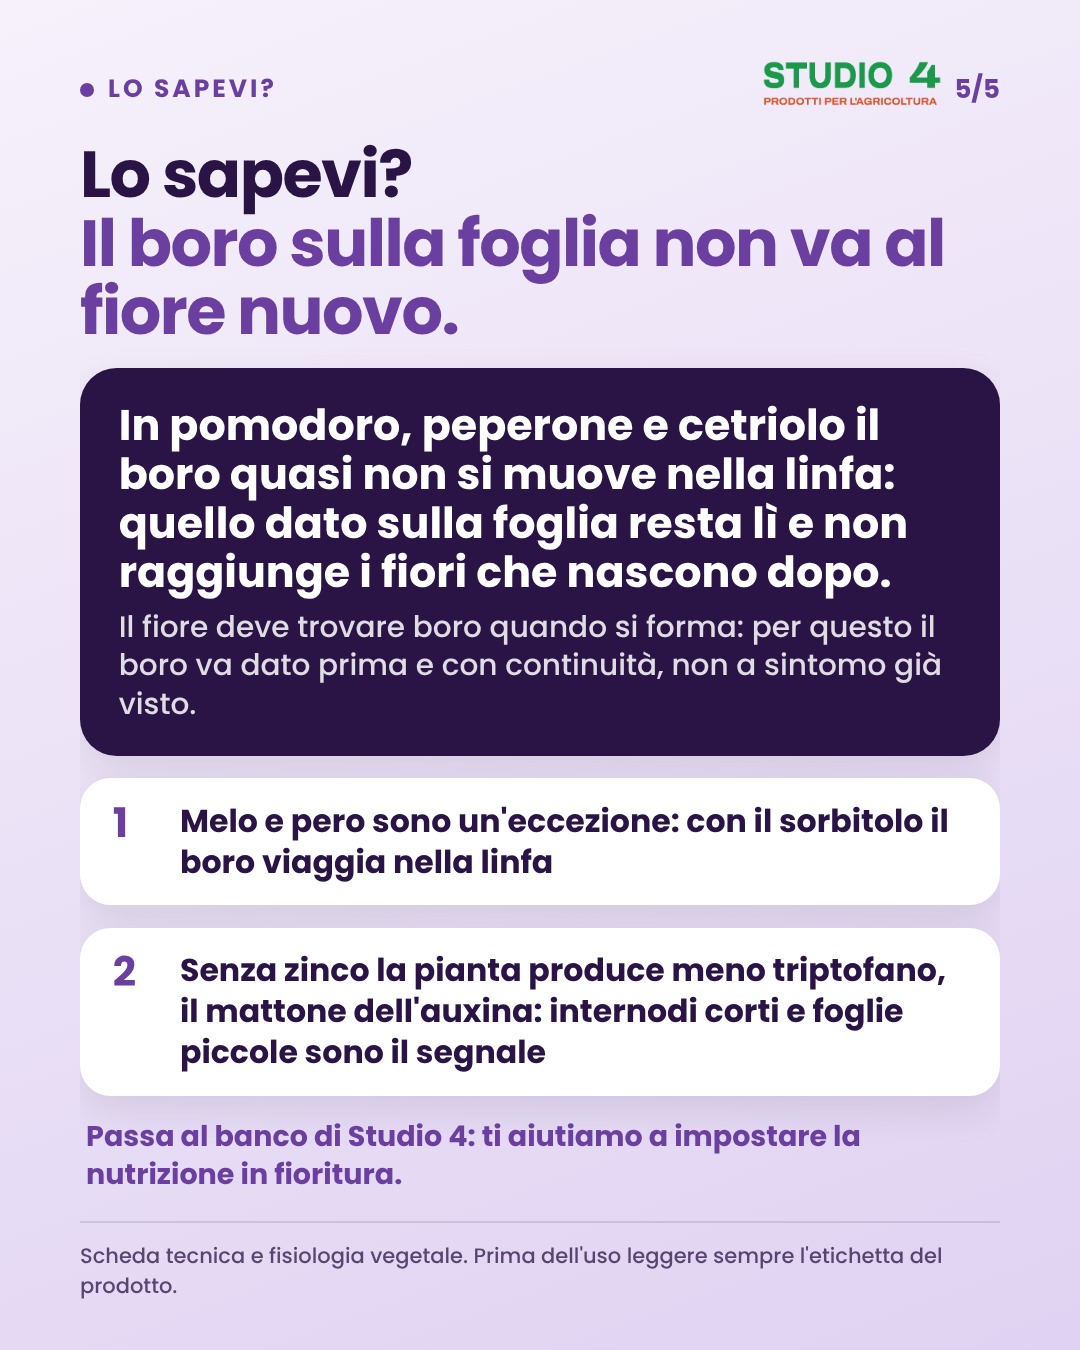 LO SAPEVI?
STUDIO 4
PRODOTTI PER L'AGRICOLTURA
5/5
Lo sapevi?
Il boro sulla foglia non va al
fiore nuovo.
In pomodoro, peperone e cetriolo il
boro quasi non si muove nella linfa:
quello dato sulla foglia resta lì e non
raggiunge i fiori che nascono dopo.
Il fiore deve trovare boro quando si forma: per questo il
boro va dato prima e con continuità, non a sintomo già
visto.
1
Melo e pero sono un'eccezione: con il sorbitolo il
boro viaggia nella linfa
2
Senza zinco la pianta produce meno triptofano,
il mattone dell'auxina: internodi corti e foglie
piccole sono il segnale
Passa al banco di Studio 4: ti aiutiamo a impostare la
nutrizione in fioritura.
Scheda tecnica e fisiologia vegetale. Prima dell'uso leggere sempre l'etichetta del
prodotto.